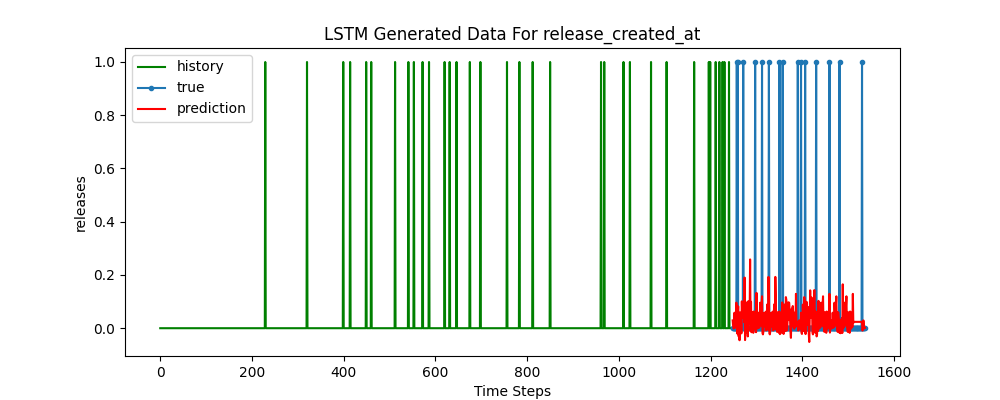 LSTM Generated Data For release_created_at
history
true
prediction
releases
1.0
0.8
0.6
0.4
0.2
0.0
0 200 400 600 800 1000 1200 1400 1600
Time Steps